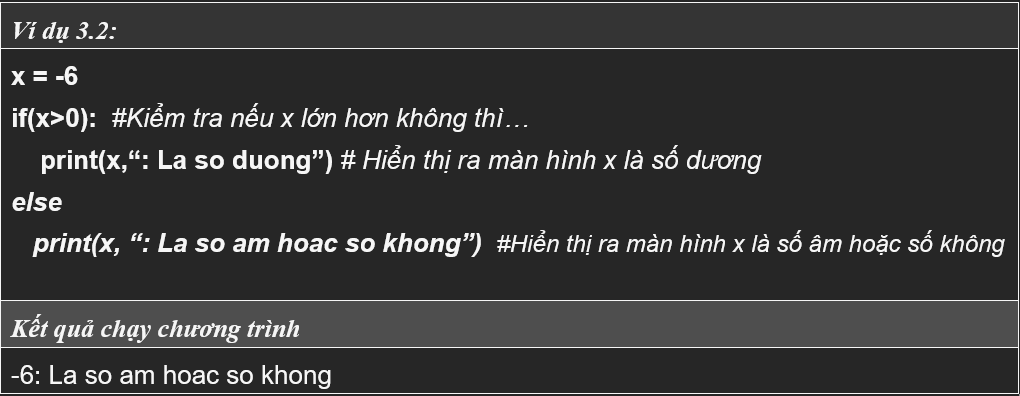 Ví dụ 3.2:
x = -6
if(x>0):  #Kiểm tra nếu x lớn hơn không thì…
    print(x,“: La so duong”) # Hiển thị ra màn hình x là số dương
else
   print(x, “: La so am hoac so khong”)  #Hiển thị ra màn hình x là số âm hoặc số không
Kết quả chạy chương trình
-6: La so am hoac so khong